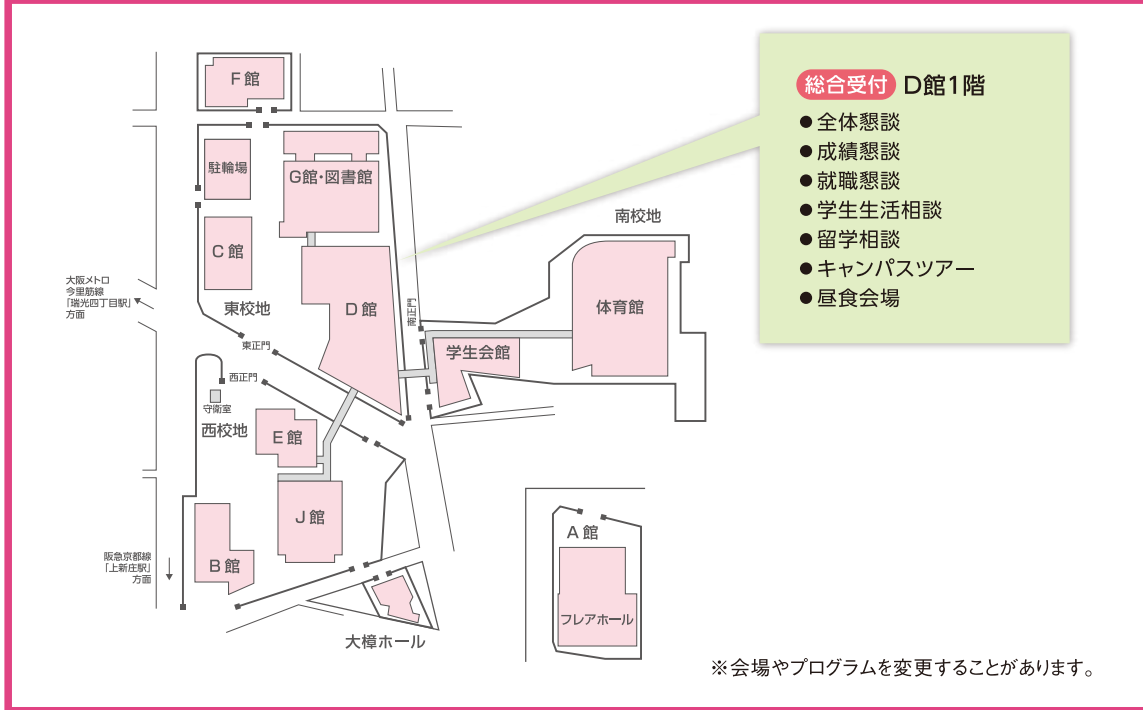 総合受付 D館1階
●全体懇談
●成績懇談
●就職懇談
●学生生活相談
●留学相談
●キャンパスツアー
●昼食会場
F館
駐輪場
G館・図書館
C館
南校地
大阪メトロ
今里筋線
「瑞光四丁目駅」
方面
東校地
D館
南正門
体育館
東正門
学生会館
西正門
守衛室
西校地
E館
J館
A館
阪急京都線
「上新庄駅」
方面
B館
フレアホール
大樟ホール
※会場やプログラムを変更することがあります。